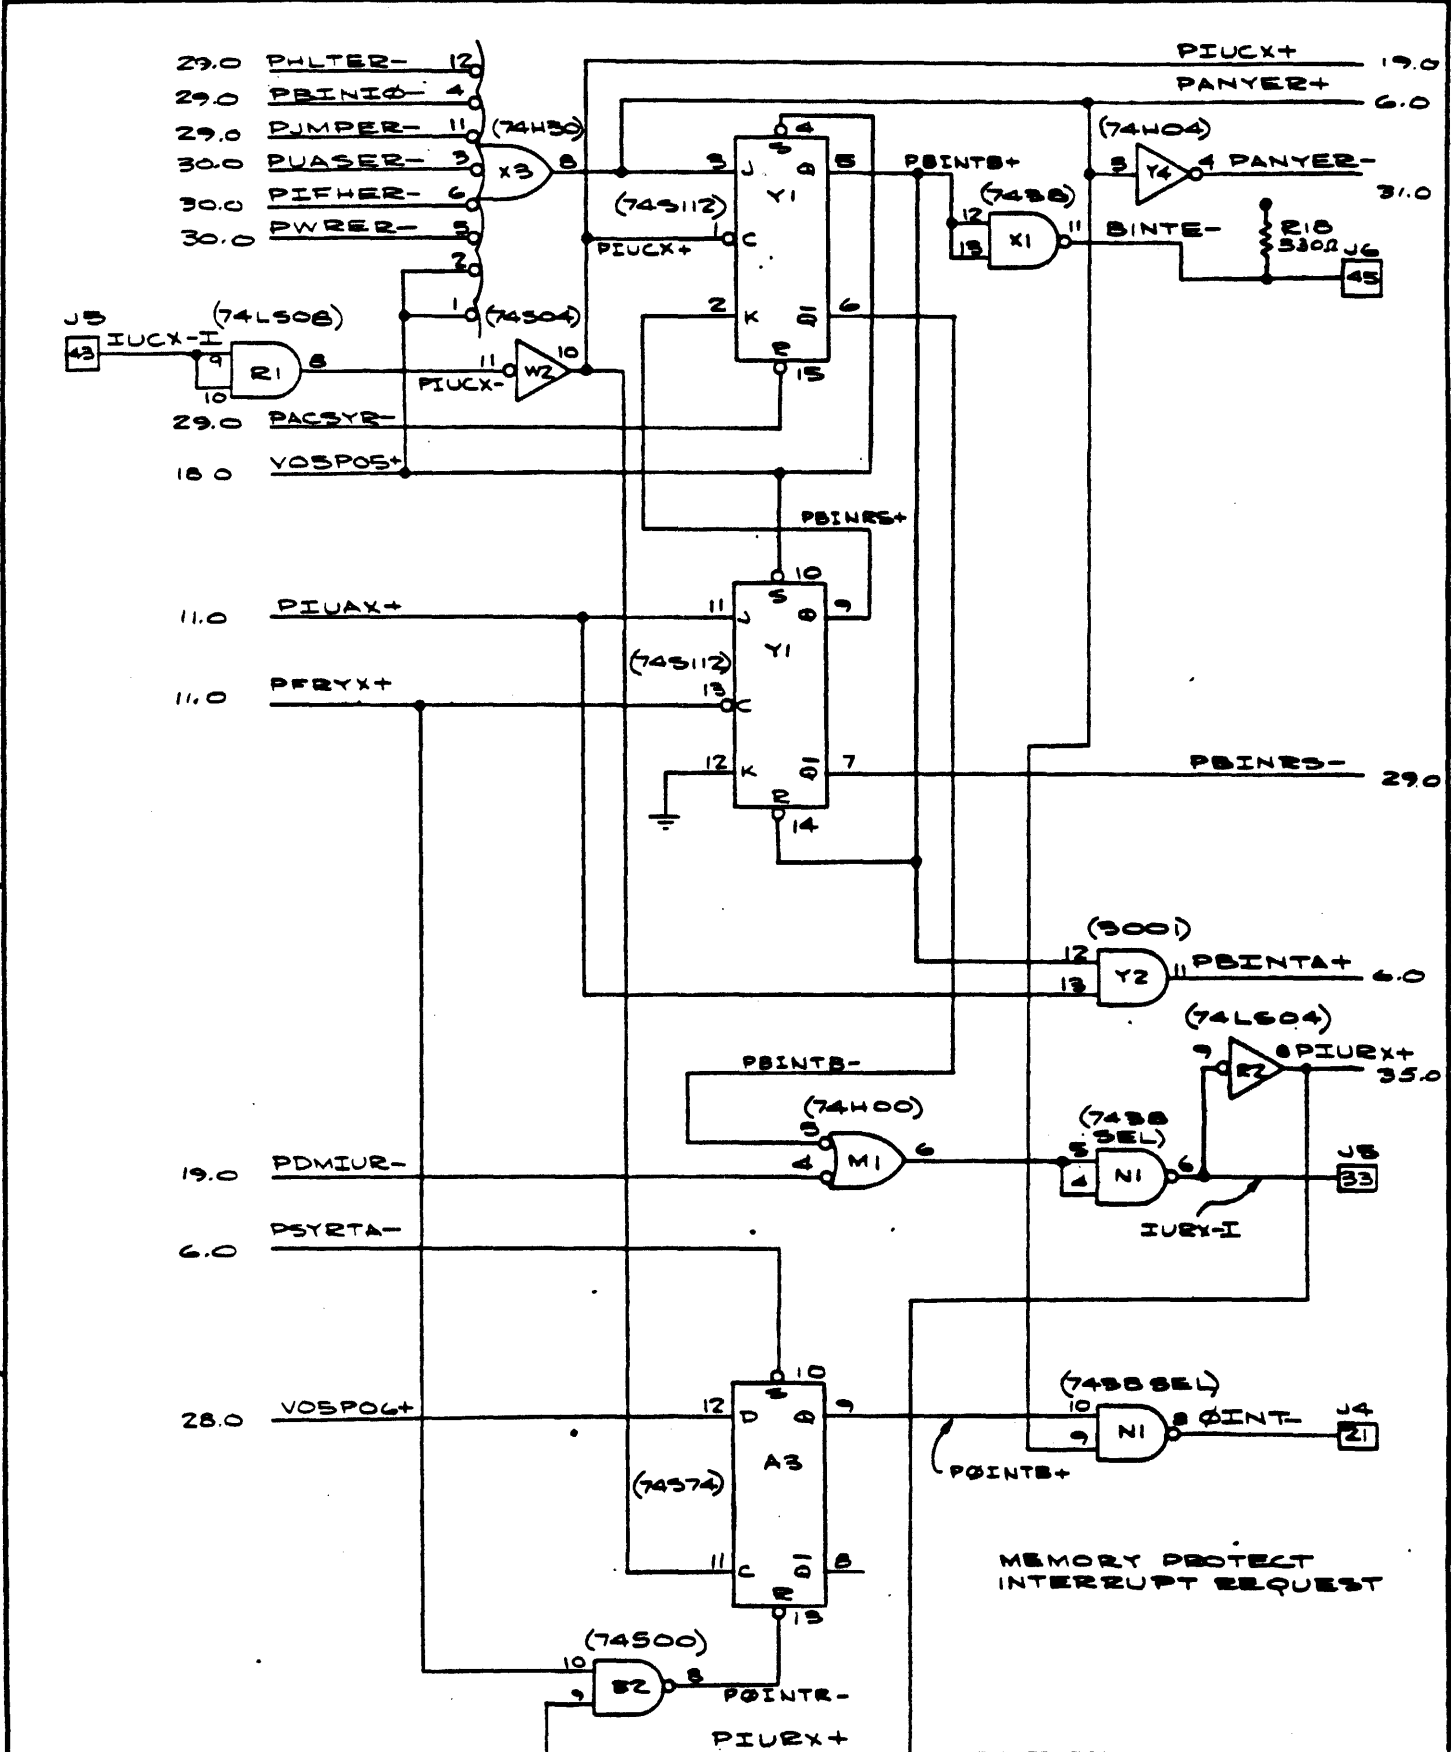 PIUCX+
19.0
PANYER+
6.0
29.0 PHLTER- 12
29.0 PBINIØ- 4
29.0 PJMPER- 11
30.0 PUASER- 3
30.0 PIFHER- 6
30.0 PWRER- 5
2
1
(74H30)
X3 8
(74H04)
3 Y4 4 PANYER-
31.0
4
S
3 J Q 5
Y1
(74S112)
1 C
PIUCX+
2 K Q 6
R
15
PBINTB+
(7438)
12
13
X1 11 BINTE-
R18
330Ω
J6
45
J5
43
IUCX-I
(74LS08)
9
10
R1 8
PIUCX-
(74S04)
11 W2 10
29.0 PACSYR-
18.0 V05P05+
PBINRS+
10
S
11.0 PIUAX+ 11 J Q 9
Y1
(74S112)
11.0 PFRYX+ 13 C
12 K Q 7 PBINRS-
29.0
R
14
(3001)
12
13
Y2 11 PBINTA+
6.0
(74LS04)
9 R2 8 PIURX+
35.0
PBINTB-
(74H00)
5
4
M1 6
19.0 PDMIUR-
(7438
SEL)
5
4
N1 6
J5
33
IURX-I
6.0 PSYRTA-
10
S
28.0 V05P06+ 12 D Q 9
A3
(74S74)
11 C Q 8
R
13
PØINTB+
(7438SEL)
10
9
N1 8 ØINT-
J4
21
MEMORY PROTECT
INTERRUPT REQUEST
(74S00)
10
9
B2 8
PØINTR-
PIURX+